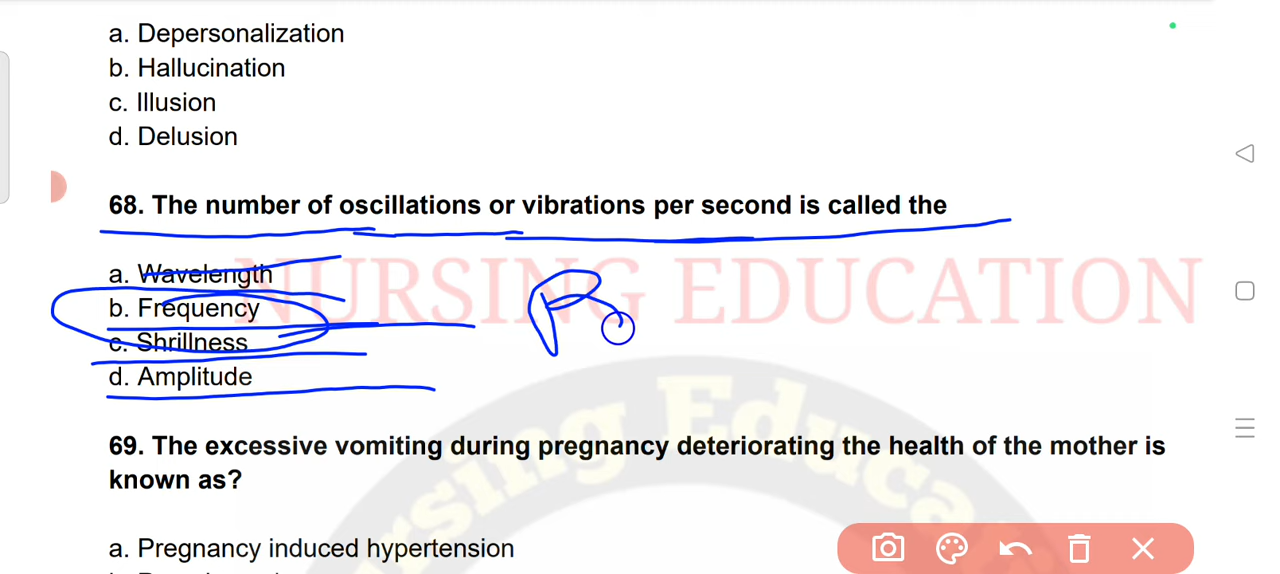 a. Depersonalization
b. Hallucination
c. Illusion
d. Delusion
68. The number of oscillations or vibrations per second is called the
a. Wavelength
NURSING EDUCATION
b. Frequency
c. Shrillness
d. Amplitude
69. The excessive vomiting during pregnancy deteriorating the health of the mother is
known as?
a. Pregnancy induced hypertension